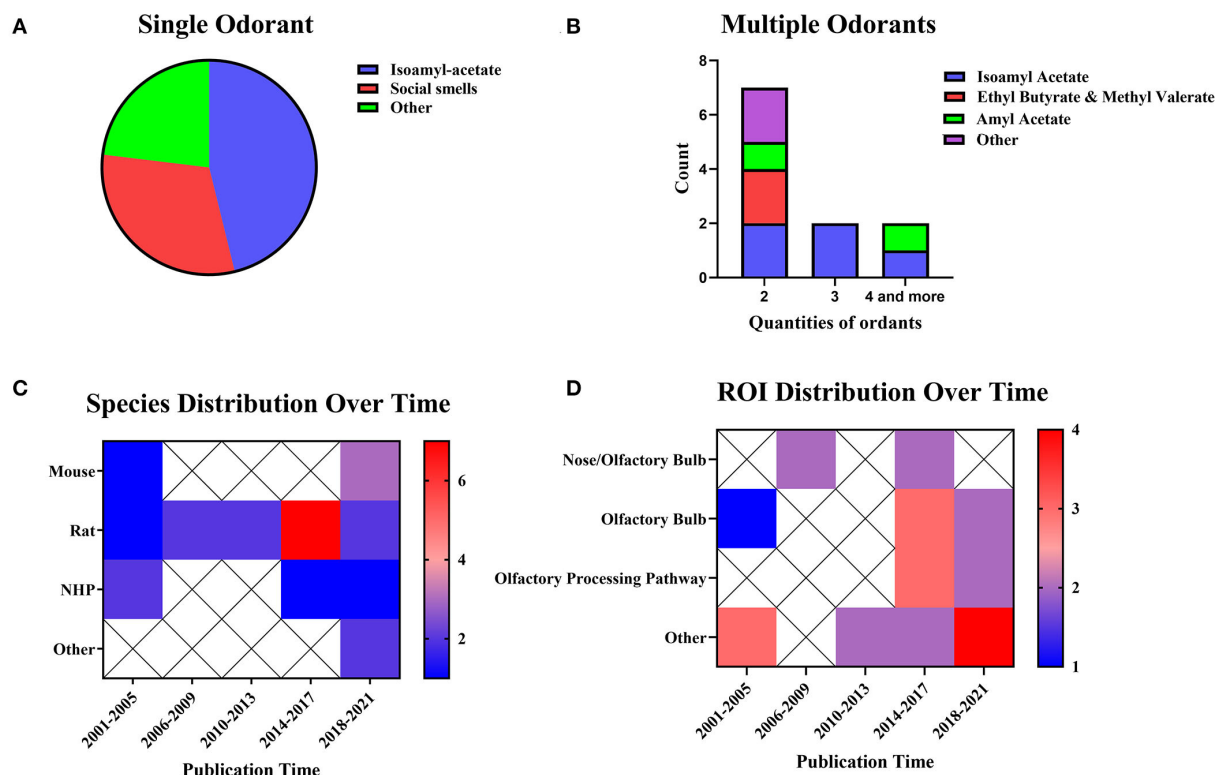 A
Single Odorant
Isoamyl-acetate
Social smells
Other
B
Multiple Odorants
Count
8
6
4
2
0
2
3
4 and more
Quantities of ordants
Isoamyl Acetate
Ethyl Butyrate & Methyl Valerate
Amyl Acetate
Other
C
Species Distribution Over Time
Mouse
Rat
NHP
Other
2001-2005
2006-2009
2010-2013
2014-2017
2018-2021
Publication Time
6
4
2
D
ROI Distribution Over Time
Nose/Olfactory Bulb
Olfactory Bulb
Olfactory Processing Pathway
Other
2001-2005
2006-2009
2010-2013
2014-2017
2018-2021
Publication Time
4
3
2
1